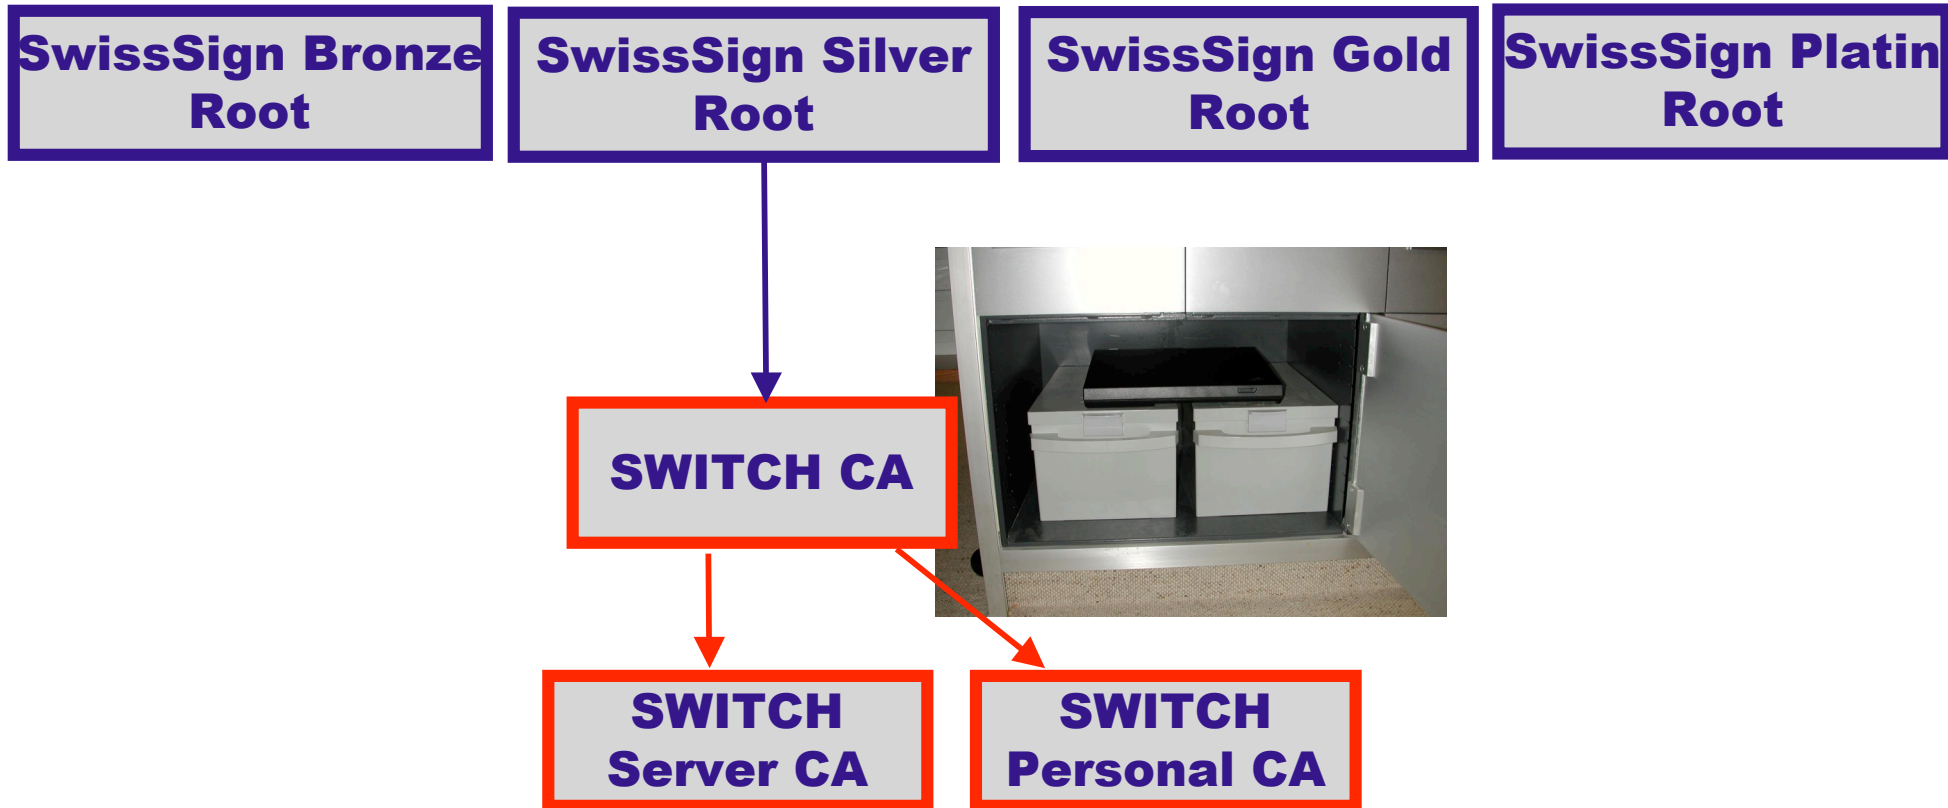 SwissSign Bronze
Root
SwissSign Silver
Root
SwissSign Gold
Root
SwissSign Platin
Root
SWITCH CA
SWITCH
Server CA
SWITCH
Personal CA